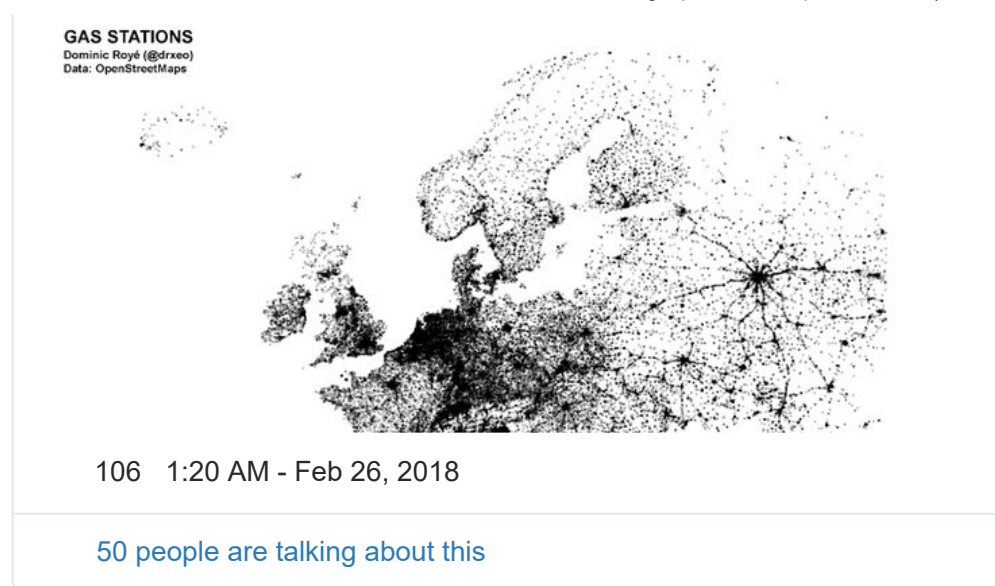 GAS STATIONS
Dominic Royé (@drxeo)
Data: OpenStreetMaps
106 1:20 AM - Feb 26, 2018
50 people are talking about this